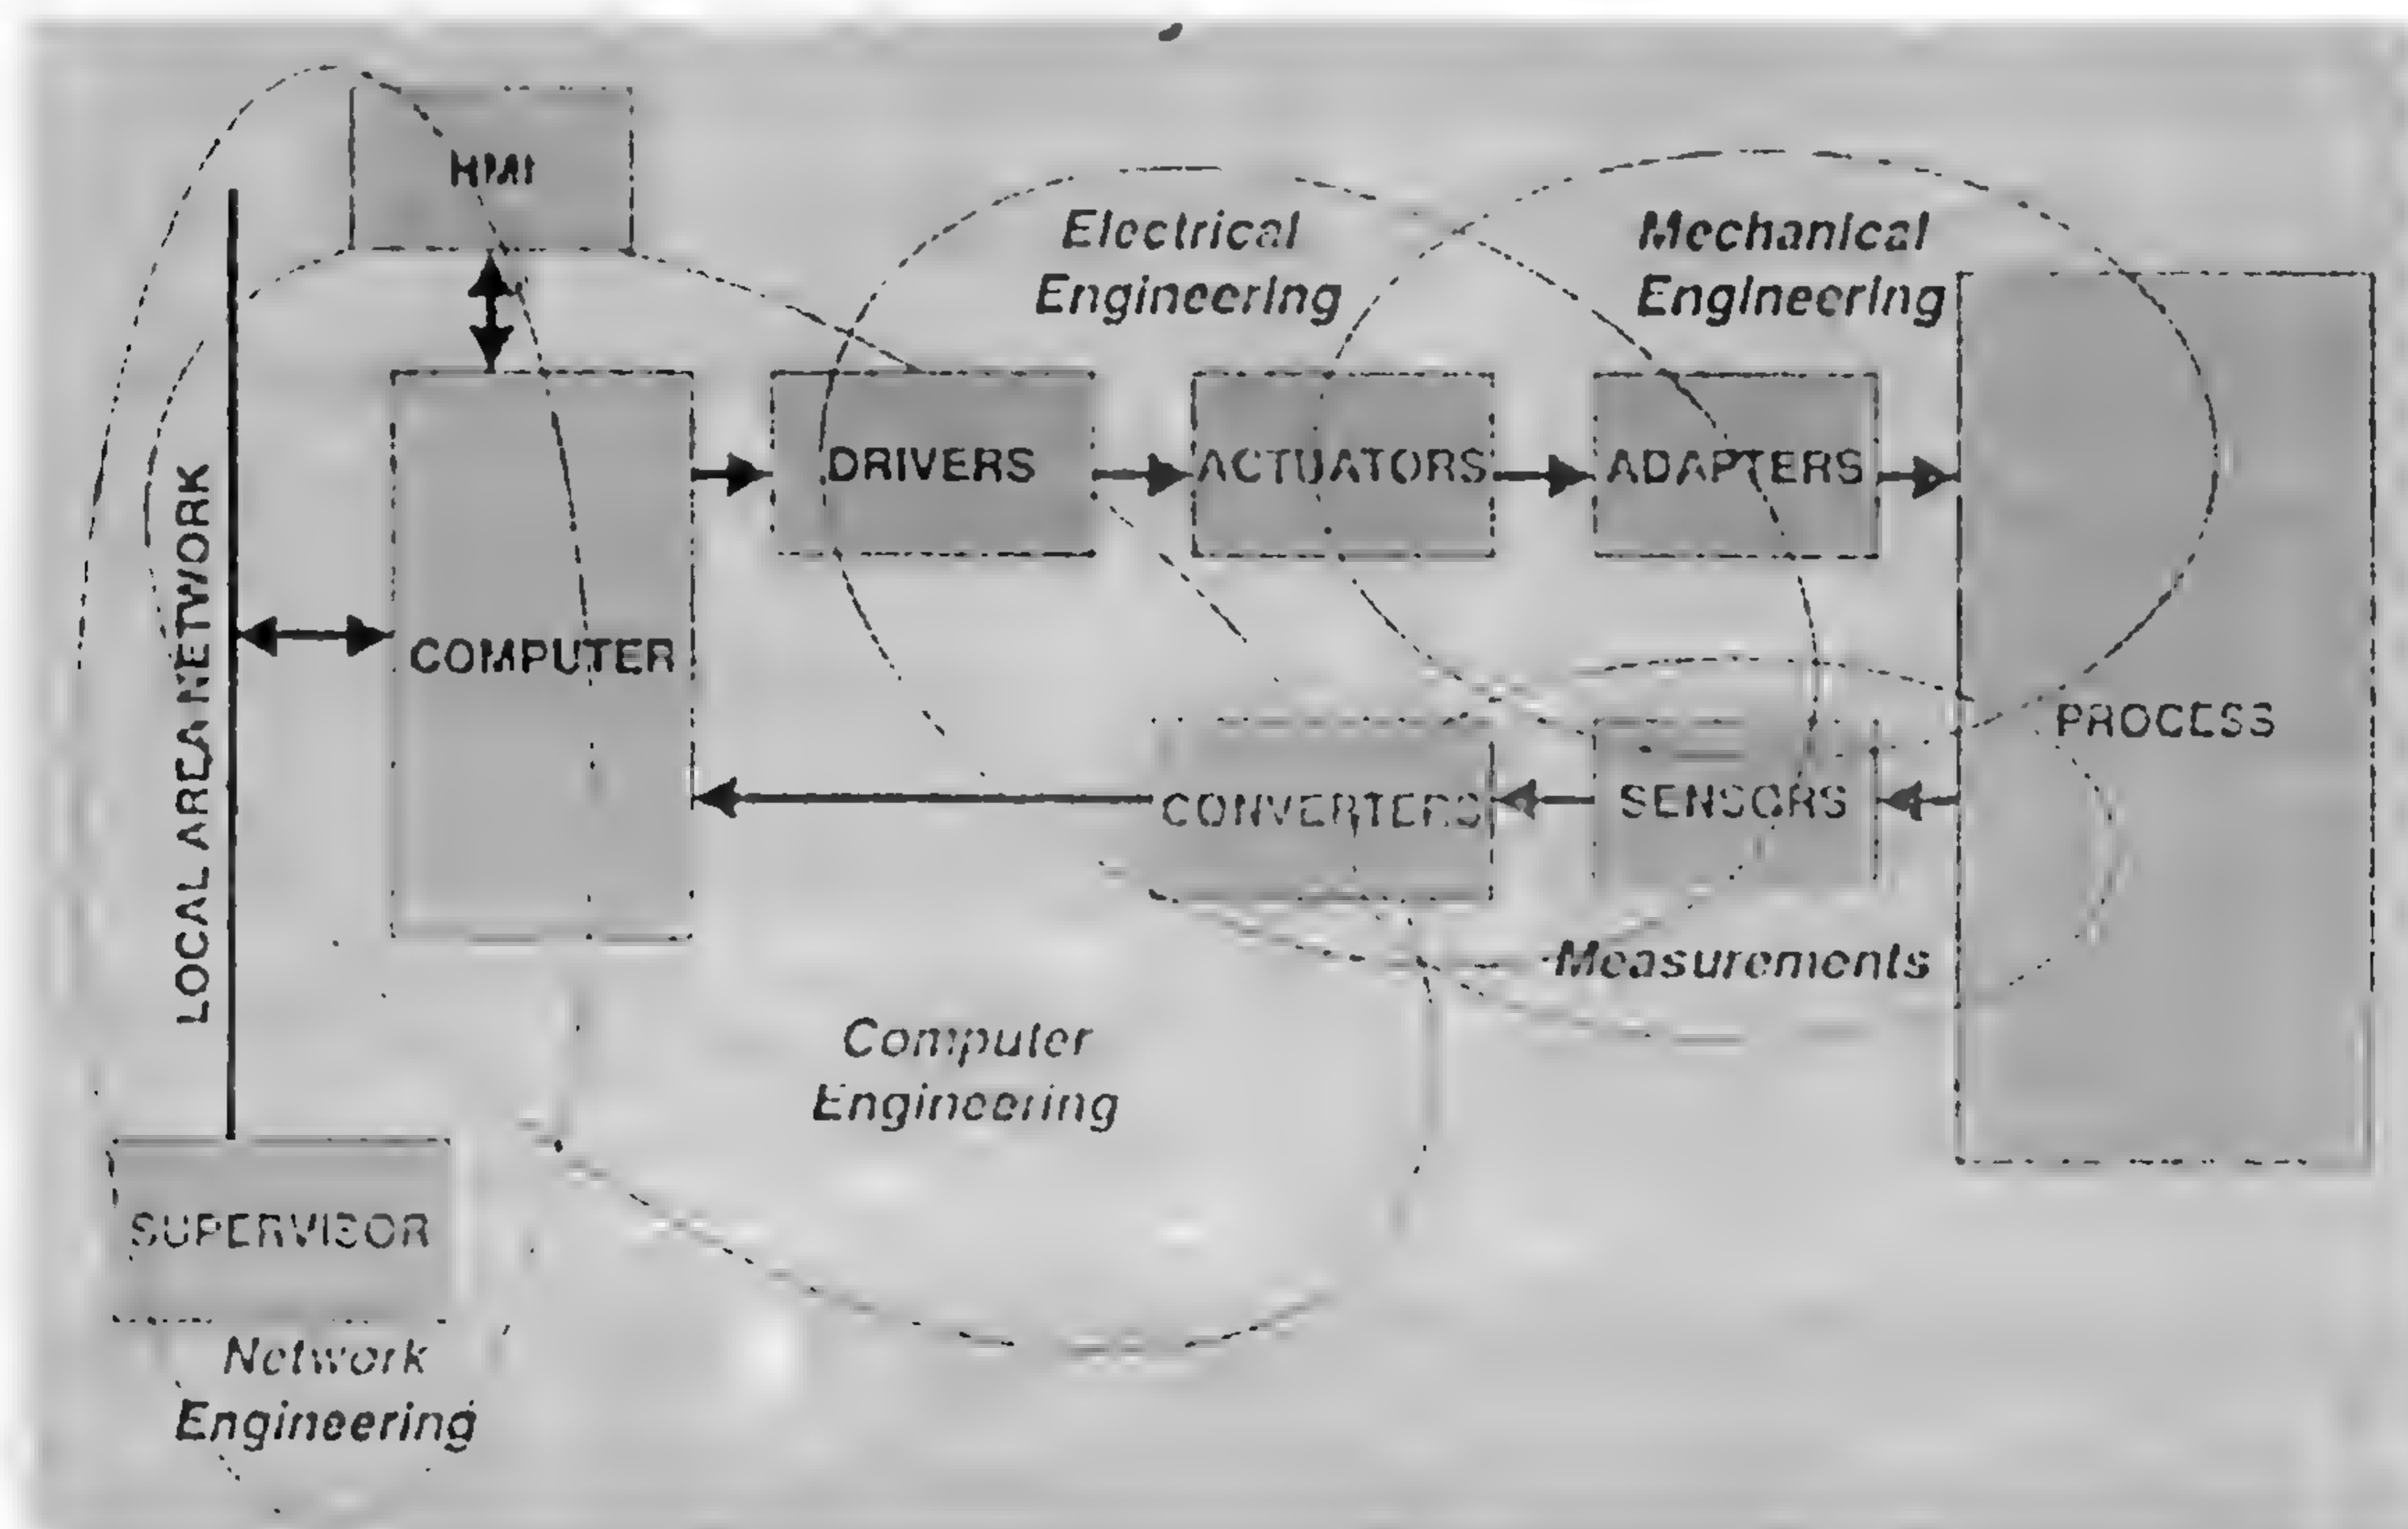 HMI
Electrical
Engineering
Mechanical
Engineering
DRIVERS
ACTUATORS
ADAPTERS
COMPUTER
LOCAL AREA NETWORK
PROCESS
CONVERTERS
SENSORS
Measurements
Computer
Engineering
SUPERVISOR
Network
Engineering